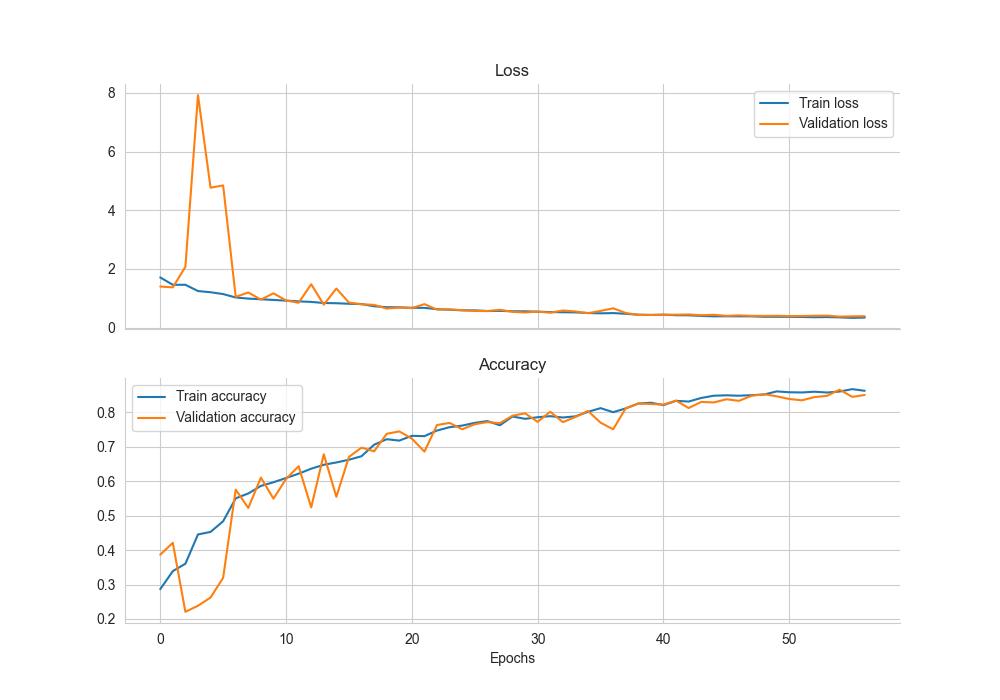 Loss
8
6
4
2
0
Train loss
Validation loss
Accuracy
0.8
0.7
0.6
0.5
0.4
0.3
0.2
Train accuracy
Validation accuracy
0 10 20 30 40 50
Epochs